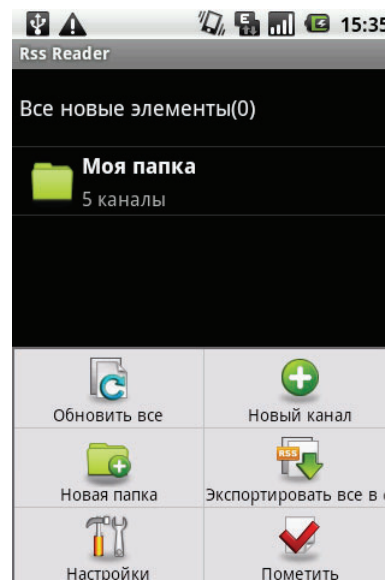 15:35
Rss Reader
Все новые элементы(0)
Моя папка
5 каналы
Обновить все
Новый канал
RSS
Новая папка
Экспортировать все в
Настройки
Пометить